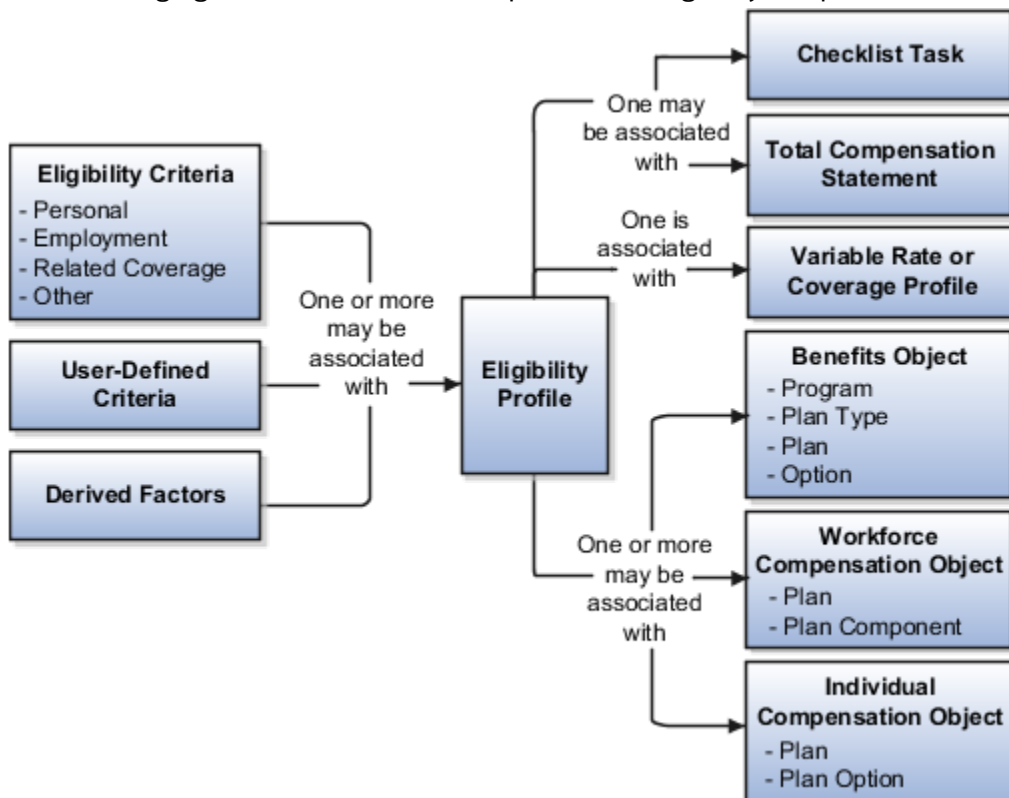 Eligibility Criteria
- Personal
- Employment
- Related Coverage
- Other
User-Defined
Criteria
Derived Factors
One or more
may be
associated
with
Eligibility
Profile
One may
be associated
with
One is
associated
with
One or more
may be
associated
with
Checklist Task
Total Compensation
Statement
Variable Rate or
Coverage Profile
Benefits Object
- Program
- Plan Type
- Plan
- Option
Workforce
Compensation Object
- Plan
- Plan Component
Individual
Compensation Object
- Plan
- Plan Option